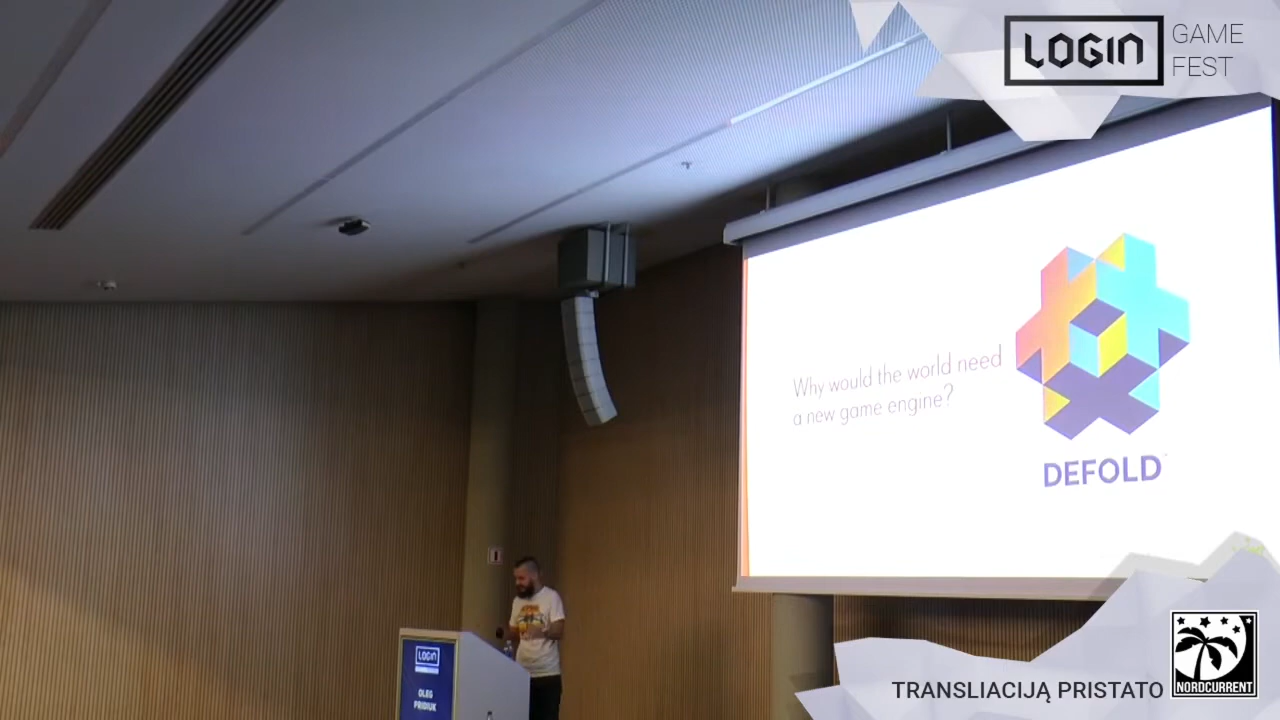 LOGIN
GAME
FEST
Why would the world need
a new game engine?
DEFOLD
LOGIN
OLEG
PRIDIUK
TRANSLIACIJĄ PRISTATO
NORDCURRENT